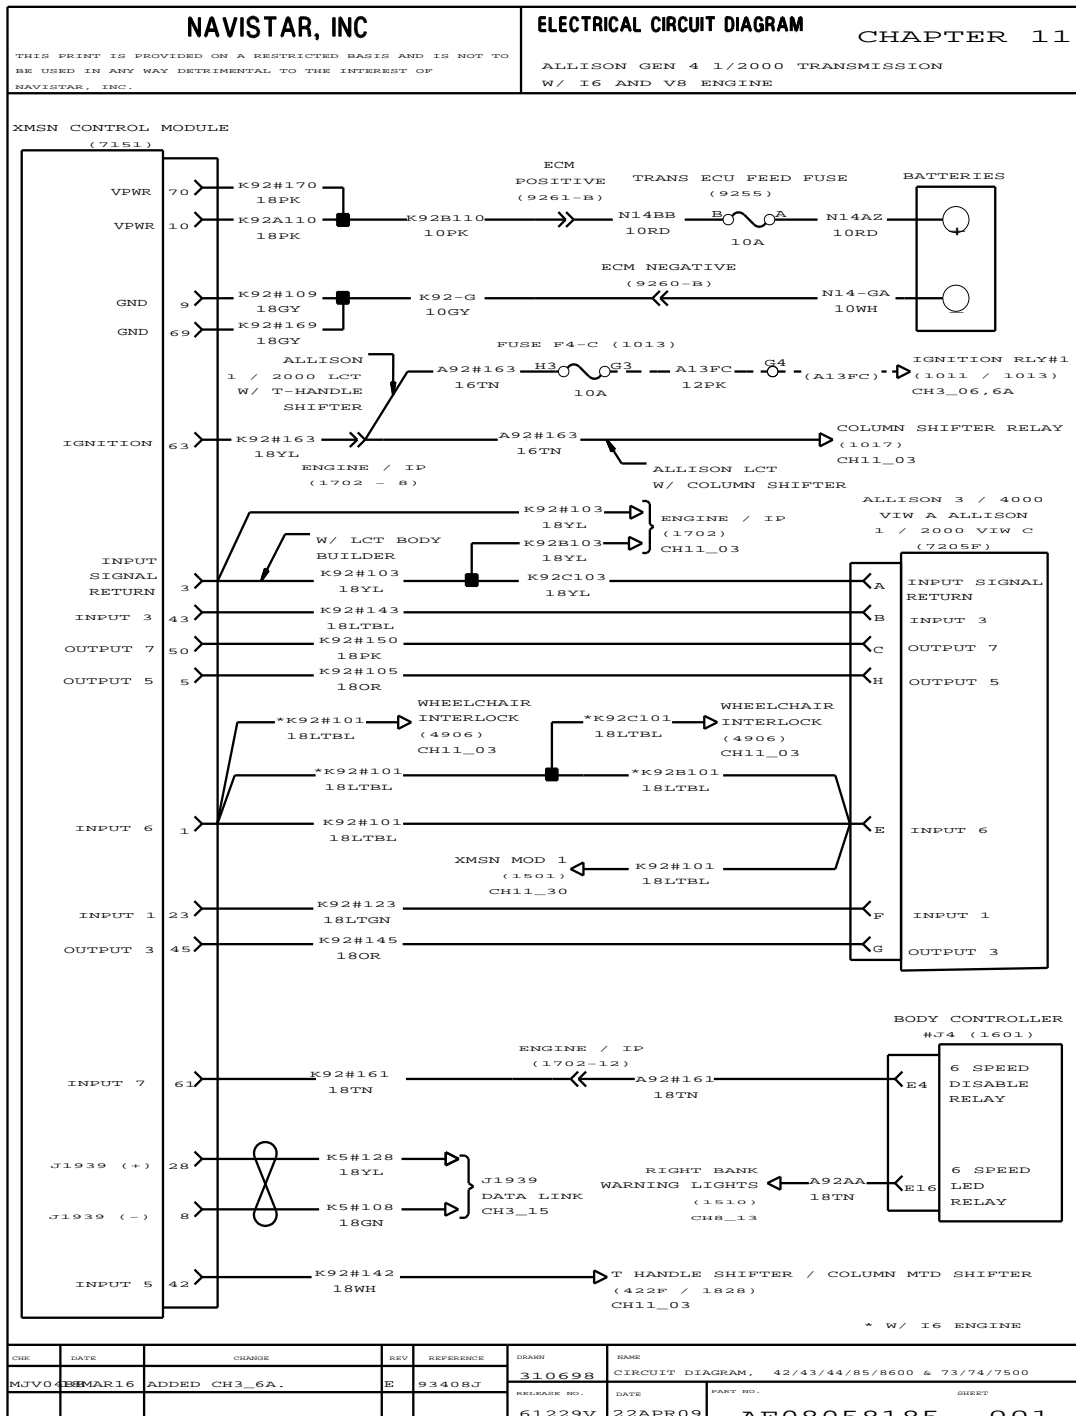 NAVISTAR, INC
THIS PRINT IS PROVIDED ON A RESTRICTED BASIS AND IS NOT TO
BE USED IN ANY WAY DETRIMENTAL TO THE INTEREST OF
NAVISTAR, INC.
ELECTRICAL CIRCUIT DIAGRAM
CHAPTER 11
ALLISON GEN 4 1/2000 TRANSMISSION
W/ I6 AND V8 ENGINE
XMSN CONTROL MODULE
(7151)
VPWR 70
K92#170
18PK
VPWR 10
K92A110
18PK
K92B110
10PK
ECM
POSITIVE
(9261-B)
N14BB
10RD
TRANS ECU FEED FUSE
(9255)
B
A
10A
N14AZ
10RD
BATTERIES
+
ECM NEGATIVE
(9260-B)
GND 9
K92#109
18GY
K92-G
10GY
N14-GA
10WH
GND 69
K92#169
18GY
ALLISON
1 / 2000 LCT
W/ T-HANDLE
SHIFTER
FUSE F4-C (1013)
A92#163
16TN
H3
G3
10A
A13FC
12PK
G4
(A13FC)
IGNITION RLY#1
(1011 / 1013)
CH3_06,6A
IGNITION 63
K92#163
18YL
ENGINE / IP
(1702 - 8)
A92#163
16TN
ALLISON LCT
W/ COLUMN SHIFTER
COLUMN SHIFTER RELAY
(1017)
CH11_03
ALLISON 3 / 4000
VIW A ALLISON
1 / 2000 VIW C
(7205F)
K92#103
18YL
K92B103
18YL
ENGINE / IP
(1702)
CH11_03
W/ LCT BODY
BUILDER
INPUT
SIGNAL
RETURN 3
K92#103
18YL
K92C103
18YL
A INPUT SIGNAL
RETURN
INPUT 3 43
K92#143
18LTBL
B INPUT 3
OUTPUT 7 50
K92#150
18PK
C OUTPUT 7
OUTPUT 5 5
K92#105
18OR
H OUTPUT 5
*K92#101
18LTBL
WHEELCHAIR
INTERLOCK
(4906)
CH11_03
*K92C101
18LTBL
WHEELCHAIR
INTERLOCK
(4906)
CH11_03
*K92#101
18LTBL
*K92B101
18LTBL
INPUT 6 1
K92#101
18LTBL
E INPUT 6
XMSN MOD 1
(1501)
CH11_30
K92#101
18LTBL
INPUT 1 23
K92#123
18LTGN
F INPUT 1
OUTPUT 3 45
K92#145
18OR
G OUTPUT 3
BODY CONTROLLER
#J4 (1601)
INPUT 7 61
K92#161
18TN
ENGINE / IP
(1702-12)
A92#161
18TN
E4
6 SPEED
DISABLE
RELAY
J1939 (+) 28
K5#128
18YL
J1939 (-) 8
K5#108
18GN
J1939
DATA LINK
CH3_15
RIGHT BANK
WARNING LIGHTS
(1510)
CH8_13
A92AA
18TN
E16
6 SPEED
LED
RELAY
INPUT 5 42
K92#142
18WH
T HANDLE SHIFTER / COLUMN MTD SHIFTER
(422F / 1828)
CH11_03
* W/ I6 ENGINE
CHK DATE CHANGE REV REFERENCE
ADDED CH3_6A. E 93408J
DRAWN
310698
NAME
CIRCUIT DIAGRAM, 42/43/44/85/8600 & 73/74/7500
RELEASE NO.
61229V
DATE
22APR09
PART NO.
SHEET